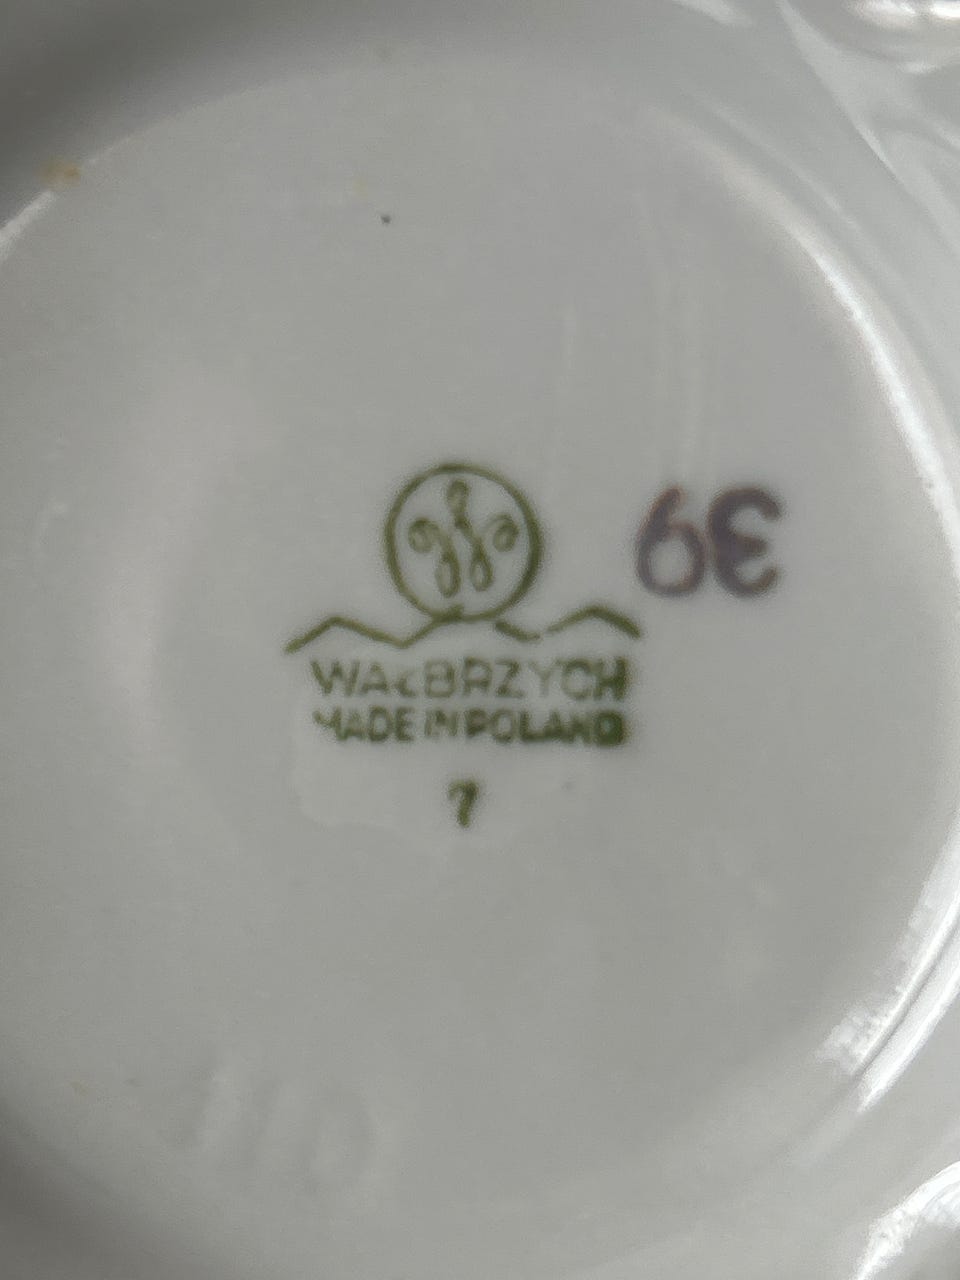 39
WAŁBRZYCH
MADE IN POLAND
7